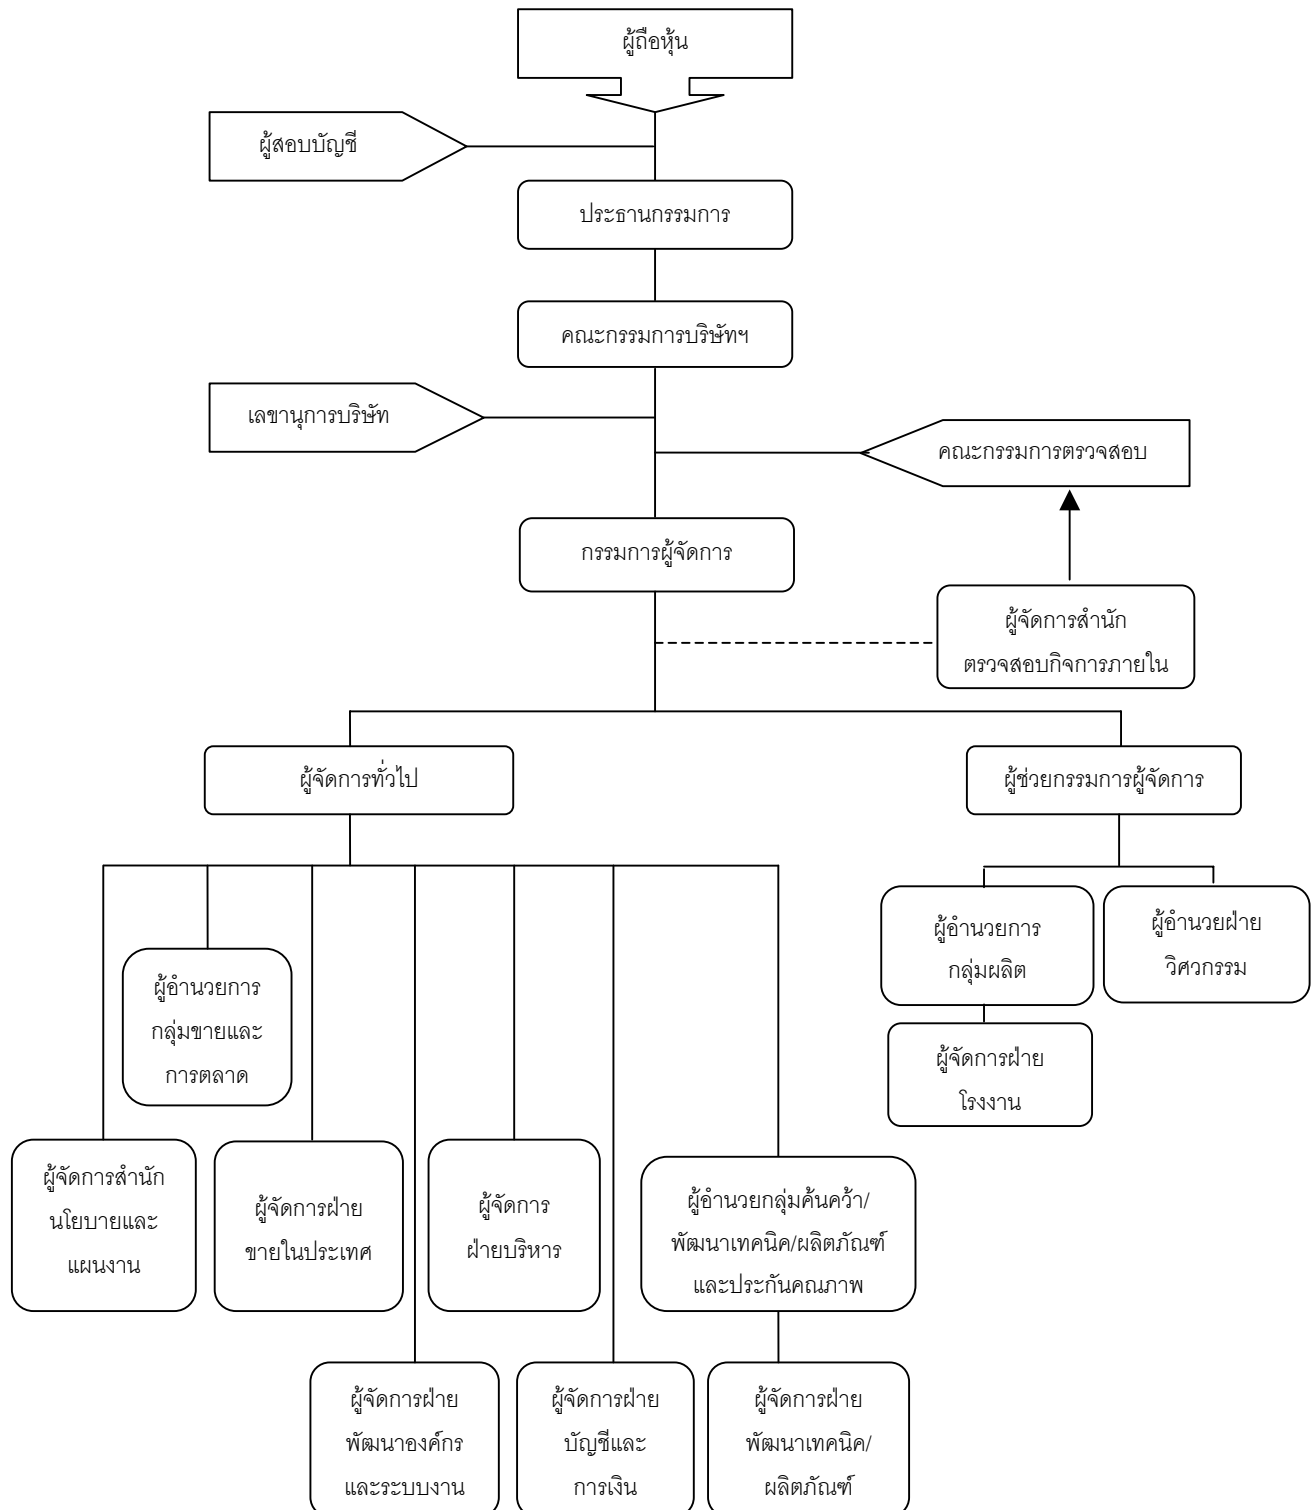 ผู้ถือหุ้น
ผู้สอบบัญชี
ประธานกรรมการ
คณะกรรมการบริษัทฯ
เลขานุการบริษัท
คณะกรรมการตรวจสอบ
กรรมการผู้จัดการ
ผู้จัดการสำนัก
ตรวจสอบกิจการภายใน
ผู้จัดการทั่วไป
ผู้ช่วยกรรมการผู้จัดการ
ผู้อำนวยการ
กลุ่มผลิต
ผู้อำนวยฝ่าย
วิศวกรรม
ผู้อำนวยการ
กลุ่มขายและ
การตลาด
ผู้จัดการฝ่าย
โรงงาน
ผู้จัดการสำนัก
นโยบายและ
แผนงาน
ผู้จัดการฝ่าย
ขายในประเทศ
ผู้จัดการ
ฝ่ายบริหาร
ผู้อำนวยกลุ่มค้นคว้า/
พัฒนาเทคนิค/ผลิตภัณฑ์
และประกันคณภาพ
ผู้จัดการฝ่าย
พัฒนาองค์กร
และระบบงาน
ผู้จัดการฝ่าย
บัญชีและ
การเงิน
ผู้จัดการฝ่าย
พัฒนาเทคนิค/
ผลิตภัณฑ์